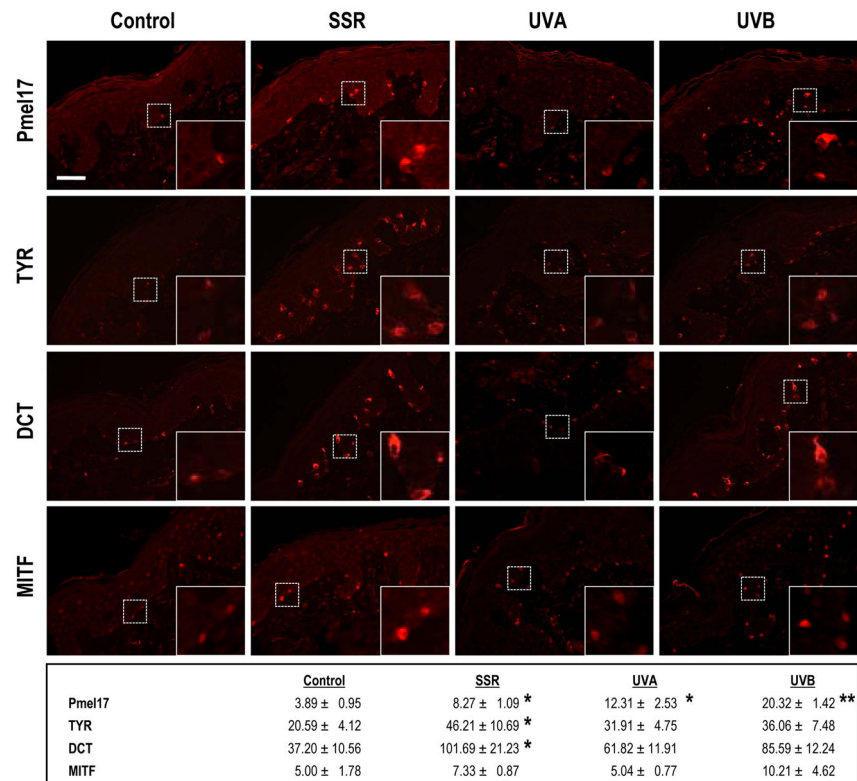 Control SSR UVA UVB
Pmel17
TYR
DCT
MITF
Control SSR UVA UVB
Pmel17 3.89 ± 0.95 8.27 ± 1.09 * 12.31 ± 2.53 * 20.32 ± 1.42 **
TYR 20.59 ± 4.12 46.21 ± 10.69 * 31.91 ± 4.75 36.06 ± 7.48
DCT 37.20 ± 10.56 101.69 ± 21.23 * 61.82 ± 11.91 85.59 ± 12.24
MITF 5.00 ± 1.78 7.33 ± 0.87 5.04 ± 0.77 10.21 ± 4.62